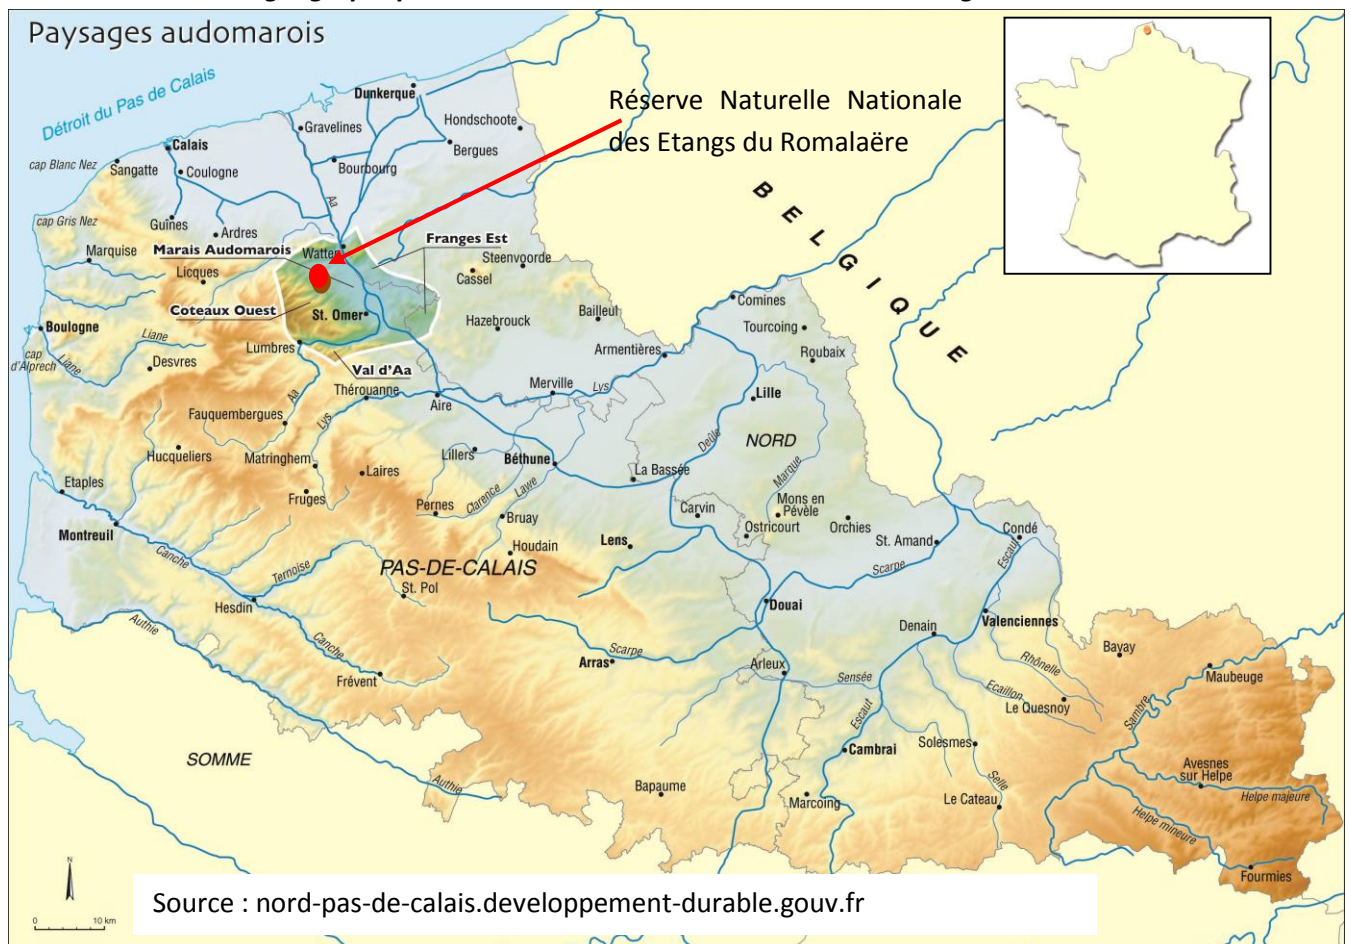 Paysages audomarois
Détroit du Pas de Calais
Dunkerque
Réserve Naturelle Nationale
des Etangs du Romalaëre
Hondschoote
Gravelines
Bergues
Calais
Bourbourg
cap Blanc Nez
Sangatte
Coulogne
Aa
BELGIQUE
cap Gris Nez
Guînes
Ardres
Franges Est
Marquise
Marais Audomarois
Watten
Steenvoorde
Licques
Cassel
Comines
Coteaux Ouest
St. Omer
Bailleul
Boulogne
Hazebrouck
Tourcoing
Liane
Lumbres
Armentières
Roubaix
cap
d'Alprech
Liane
Desvres
Val d'Aa
Thérouanne
Merville
Lys
Lille
Aa
Aire
Fauquembergues
Lys
Deûle
NORD
Hucqueliers
Matringhem
Lillers
Béthune
Laires
La Bassée
Marque
Etaples
Fruges
Pernes
Clarence
Lawe
Mons en
Pévèle
Bruay
Carvin
Ostricourt
Orchies
Condé
Montreuil
Lens
St. Amand
Escaut
Houdain
Canche
Ternoise
PAS-DE-CALAIS
Scarpe
St. Pol
Hesdin
Douai
Valenciennes
Authie
Denain
Canche
Scarpe
Bavay
Arras
Arleux
Rhônelle
Maubeuge
Frévent
Sensée
Ecaillon
Le Quesnoy
Sambre
Escaut
Cambrai
Solesmes
SOMME
Avesnes
sur Helpe
Authie
Bapaume
Selle
Marcoing
Le Cateau
Helpe majeure
Helpe mineure
N
Fourmies
Source : nord-pas-de-calais.developpement-durable.gouv.fr
0 10 km